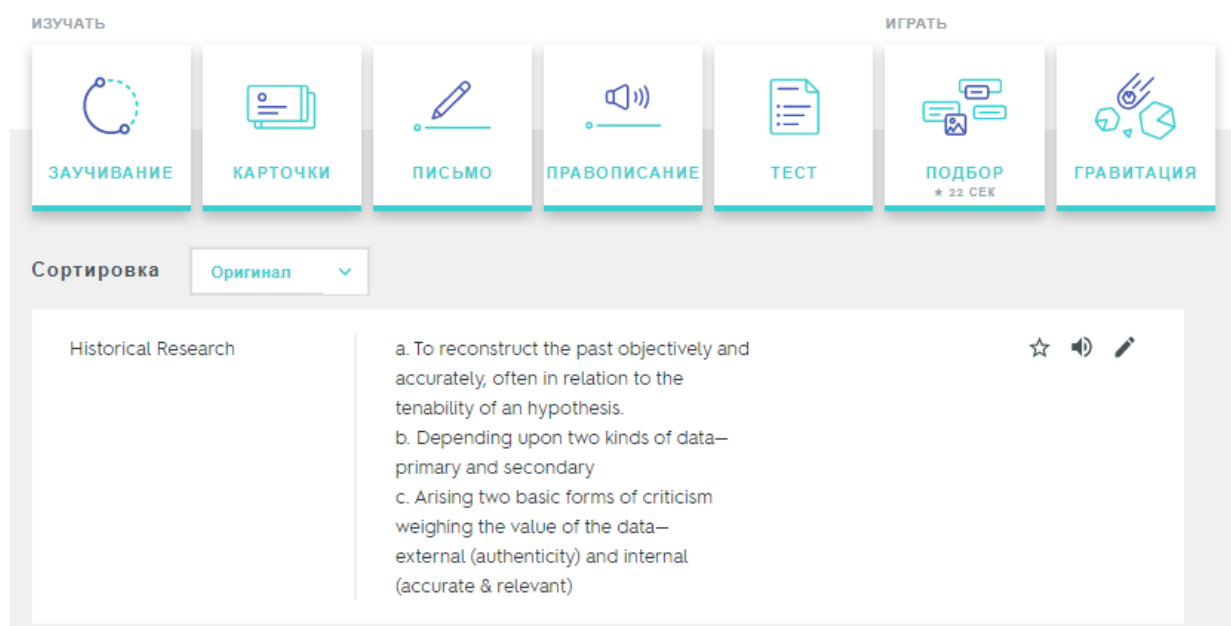 ИЗУЧАТЬ
ИГРАТЬ
ЗАУЧИВАНИЕ
КАРТОЧКИ
ПИСЬМО
ПРАВОПИСАНИЕ
ТЕСТ
ПОДБОР
★ 22 СЕК
ГРАВИТАЦИЯ
Сортировка
Оригинал
Historical Research
a. To reconstruct the past objectively and
accurately, often in relation to the
tenability of an hypothesis.
b. Depending upon two kinds of data—
primary and secondary
c. Arising two basic forms of criticism
weighing the value of the data—
external (authenticity) and internal
(accurate & relevant)